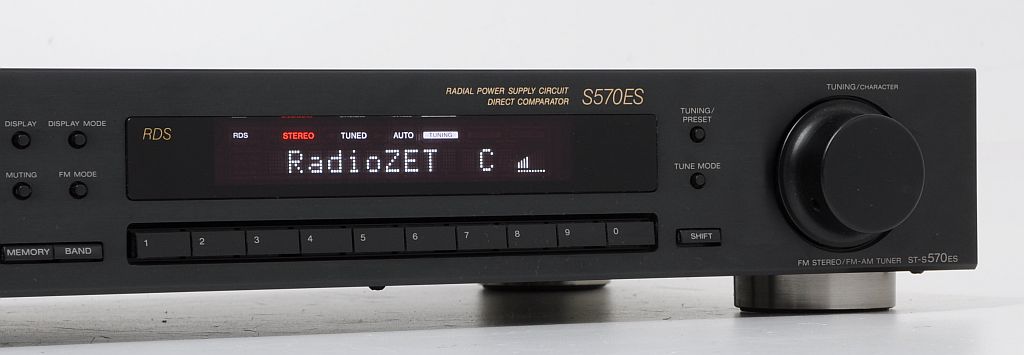 RADIAL POWER SUPPLY CIRCUIT
DIRECT COMPARATOR
S570ES
TUNING/CHARACTER
DISPLAY
DISPLAY MODE
RDS
RDS STEREO TUNED AUTO TUNING
RadioZET C
TUNING/
PRESET
MUTING
FM MODE
TUNE MODE
MEMORY
BAND
1 2 3 4 5 6 7 8 9 0
SHIFT
FM STEREO/FM-AM TUNER ST-S570ES